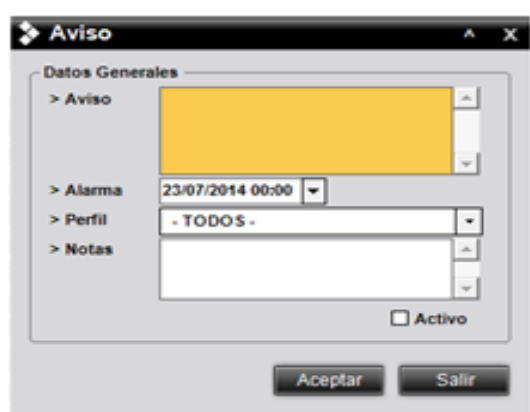 Aviso
Datos Generales
> Aviso
> Alarma 23/07/2014 00:00
> Perfil - TODOS -
> Notas
Activo
Aceptar Salir